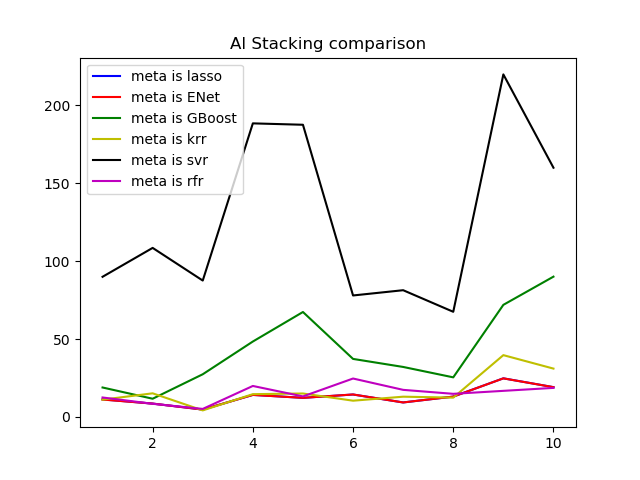 Al Stacking comparison
meta is lasso
meta is ENet
meta is GBoost
meta is krr
meta is svr
meta is rfr
200
150
100
50
0
2
4
6
8
10